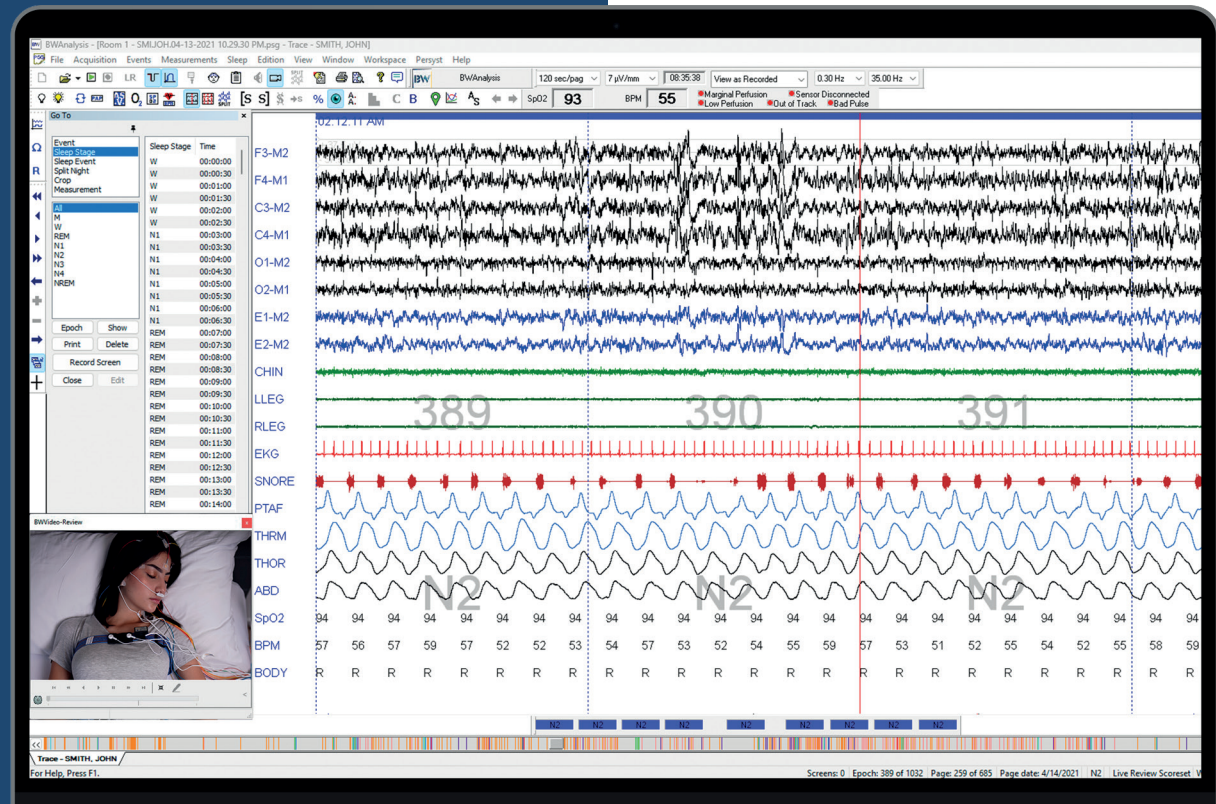 BWAnalysis - [Room 1 - SMIJOH.04-13-2021 10.29.30 PM.psg - Trace - SMITH, JOHN]
File Acquisition Events Measurements Sleep Edition View Window Workspace Persyst Help
LR BW BWAnalysis 120 sec/pag 7 µV/mm 08:35:38 View as Recorded 0.30 Hz 35.00 Hz
[S S] % C B SpO2 93 BPM 55 Marginal Perfusion Sensor Disconnected
Low Perfusion Out of Track Bad Pulse
Go To
Event
Sleep Stage
Sleep Event
Split Night
Crop
Measurement
All
M
W
REM
N1
N2
N3
N4
NREM
Epoch Show
Print Delete
Record Screen
Close Edit
Sleep Stage Time
W 00:00:00
W 00:00:30
W 00:01:00
W 00:01:30
W 00:02:00
W 00:02:30
N1 00:03:00
N1 00:03:30
N1 00:04:00
N1 00:04:30
N1 00:05:00
N1 00:05:30
N1 00:06:00
N1 00:06:30
REM 00:07:00
REM 00:07:30
REM 00:08:00
REM 00:08:30
REM 00:09:00
REM 00:09:30
REM 00:10:00
REM 00:10:30
REM 00:11:00
REM 00:11:30
REM 00:12:00
REM 00:12:30
REM 00:13:00
REM 00:13:30
REM 00:14:00
02:12:11 AM
F3-M2
F4-M1
C3-M2
C4-M1
O1-M2
O2-M1
E1-M2
E2-M2
CHIN
LLEG
389 390 391
RLEG
EKG
SNORE
PTAF
THRM
THOR
ABD
N2 N2 N2
SpO2 94 94 94 94 94 94 94 94 94 94 94 94 94 94 94 94 94 94 94 94 94 94 94 94 94
BPM 57 56 57 59 57 52 52 53 54 57 53 52 54 55 59 57 53 51 52 55 54 52 55 58 59
BODY R R R R R R R R R R R R R R R R R R R R R R R R R
BWVideo-Review
N2 N2 N2 N2 N2 N2 N2 N2 N2
Trace - SMITH, JOHN
For Help, Press F1. Screens: 0 Epoch: 389 of 1032 Page: 259 of 685 Page date: 4/14/2021 N2 Live Review Scoreset